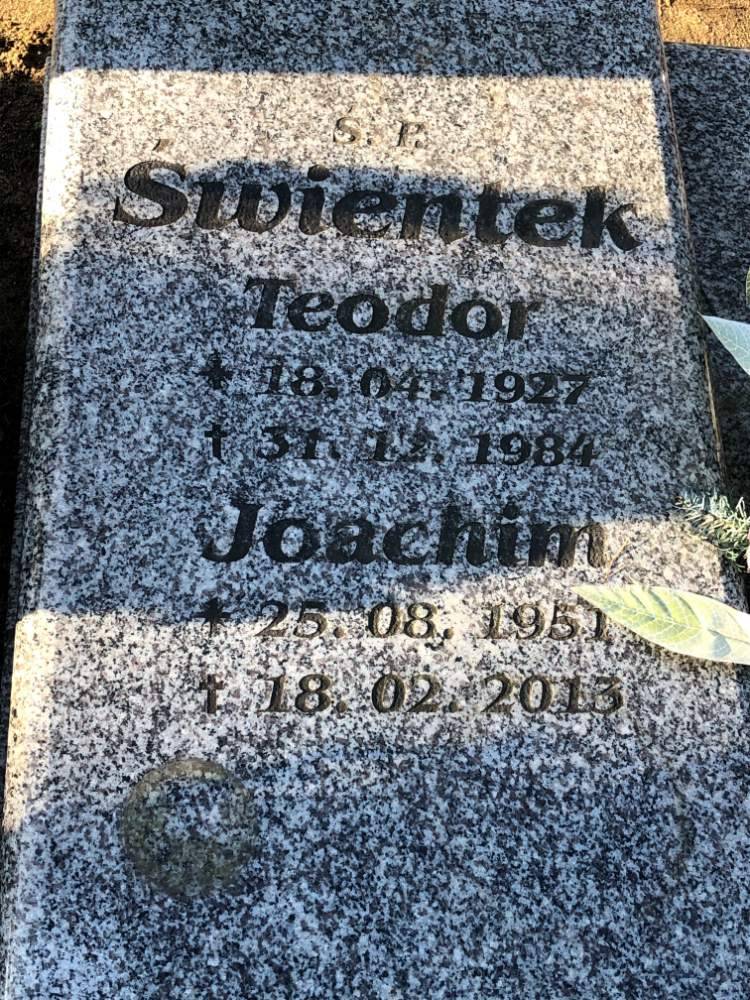 Ś. P.
Świentek
Teodor
* 18. 04. 1927
† 31. 12. 1984
Joachim
* 25. 08. 1951
† 18. 02. 2013